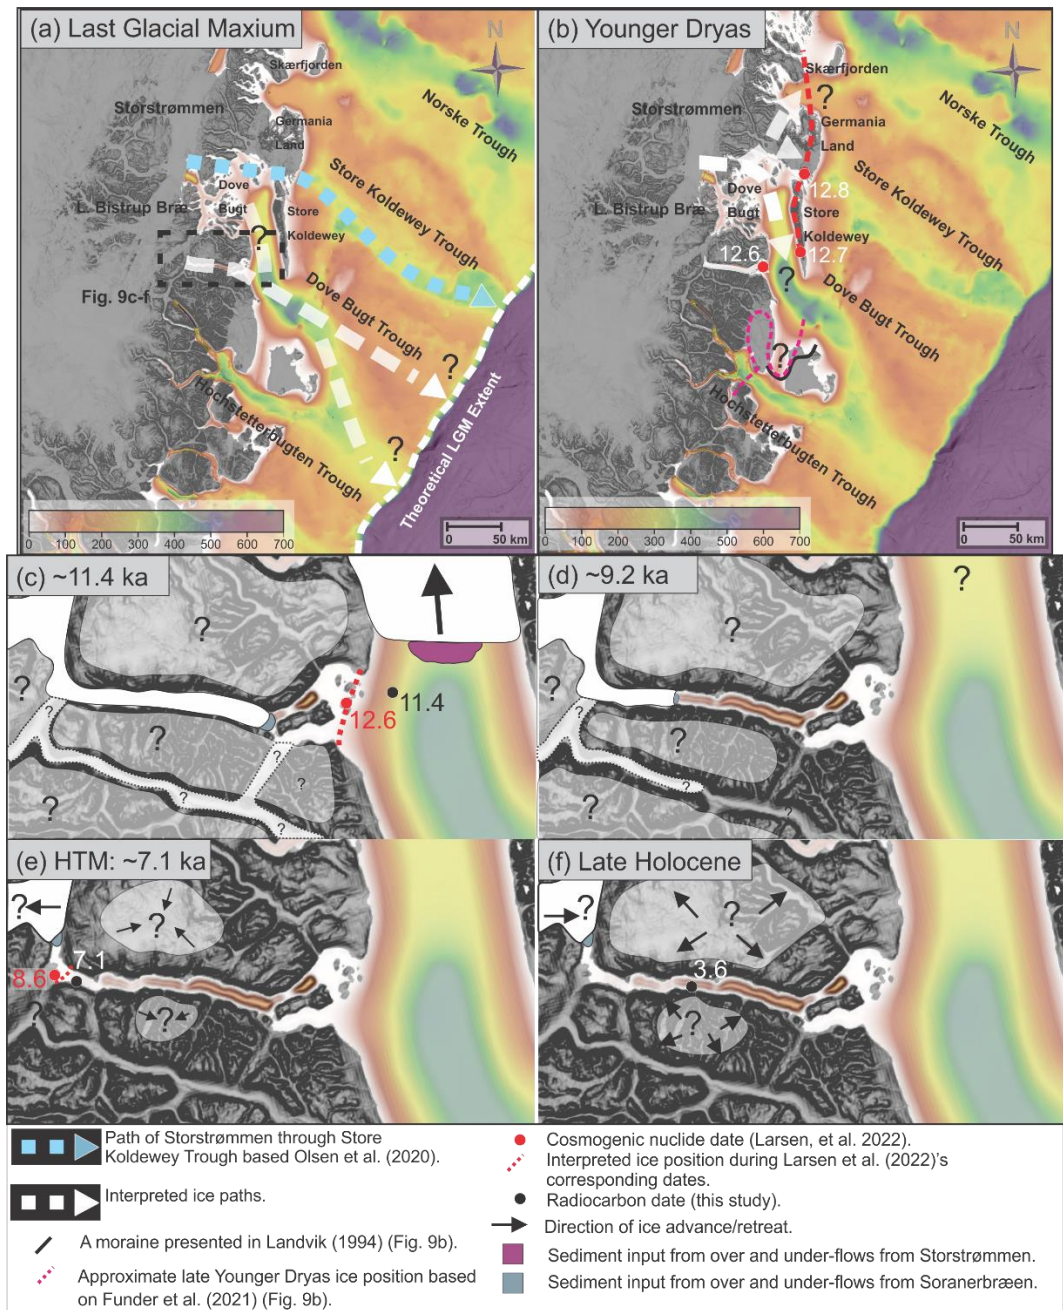 (a) Last Glacial Maxium
N
Skærfjorden
Storstrømmen
Norske Trough
Germania
Land
Store Koldewey Trough
Dove
Bugt
L. Bistrup Bræ
Store
Koldewey
?
Fig. 9c-f
Dove Bugt Trough
?
Hochstetterbugten Trough
?
Theoretical LGM Extent
0 100 200 300 400 500 600 700
0 50 km
(b) Younger Dryas
N
Skærfjorden
?
Storstrømmen
Norske Trough
Germania
Land
12.8
Store Koldewey Trough
Dove
Bugt
L. Bistrup Bræ
Store
Koldewey
12.6
12.7
?
Dove Bugt Trough
?
Hochstetterbugten Trough
0 100 200 300 400 500 600 700
0 50 km
(c) ~11.4 ka
?
?
11.4
12.6
?
?
?
?
?
?
?
?
(d) ~9.2 ka
?
?
?
?
?
?
?
(e) HTM: ~7.1 ka
?
?
7.1
8.6
?
?
(f) Late Holocene
?
?
3.6
?
Path of Storstrømmen through Store
Koldewey Trough based Olsen et al. (2020).
Interpreted ice paths.
A moraine presented in Landvik (1994) (Fig. 9b).
Approximate late Younger Dryas ice position based
on Funder et al. (2021) (Fig. 9b).
Cosmogenic nuclide date (Larsen, et al. 2022).
Interpreted ice position during Larsen et al. (2022)'s
corresponding dates.
Radiocarbon date (this study).
Direction of ice advance/retreat.
Sediment input from over and under-flows from Storstrømmen.
Sediment input from over and under-flows from Soranerbræen.